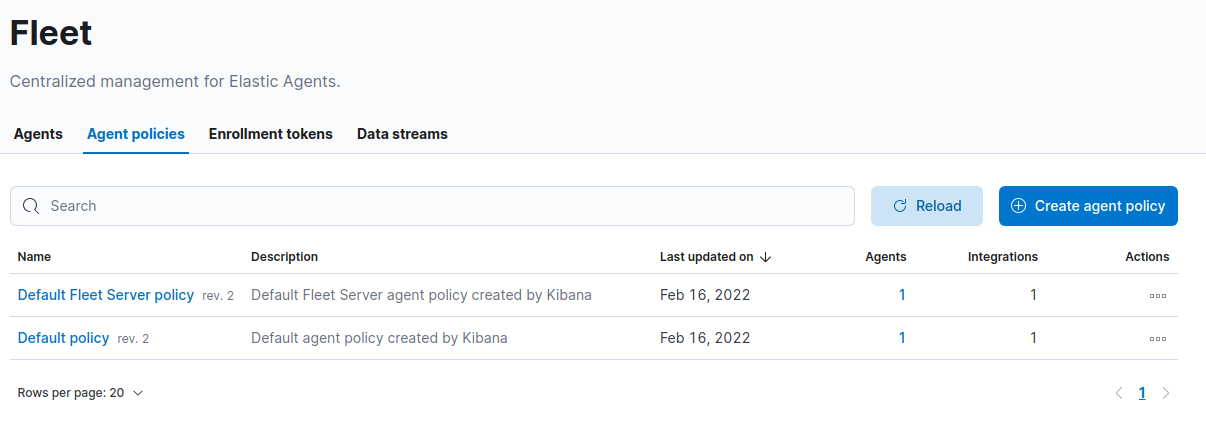 Fleet
Centralized management for Elastic Agents.
Agents Agent policies Enrollment tokens Data streams
Search Reload Create agent policy
Name Description Last updated on Agents Integrations Actions
Default Fleet Server policy rev. 2 Default Fleet Server agent policy created by Kibana Feb 16, 2022 1 1
Default policy rev. 2 Default agent policy created by Kibana Feb 16, 2022 1 1
Rows per page: 20 1